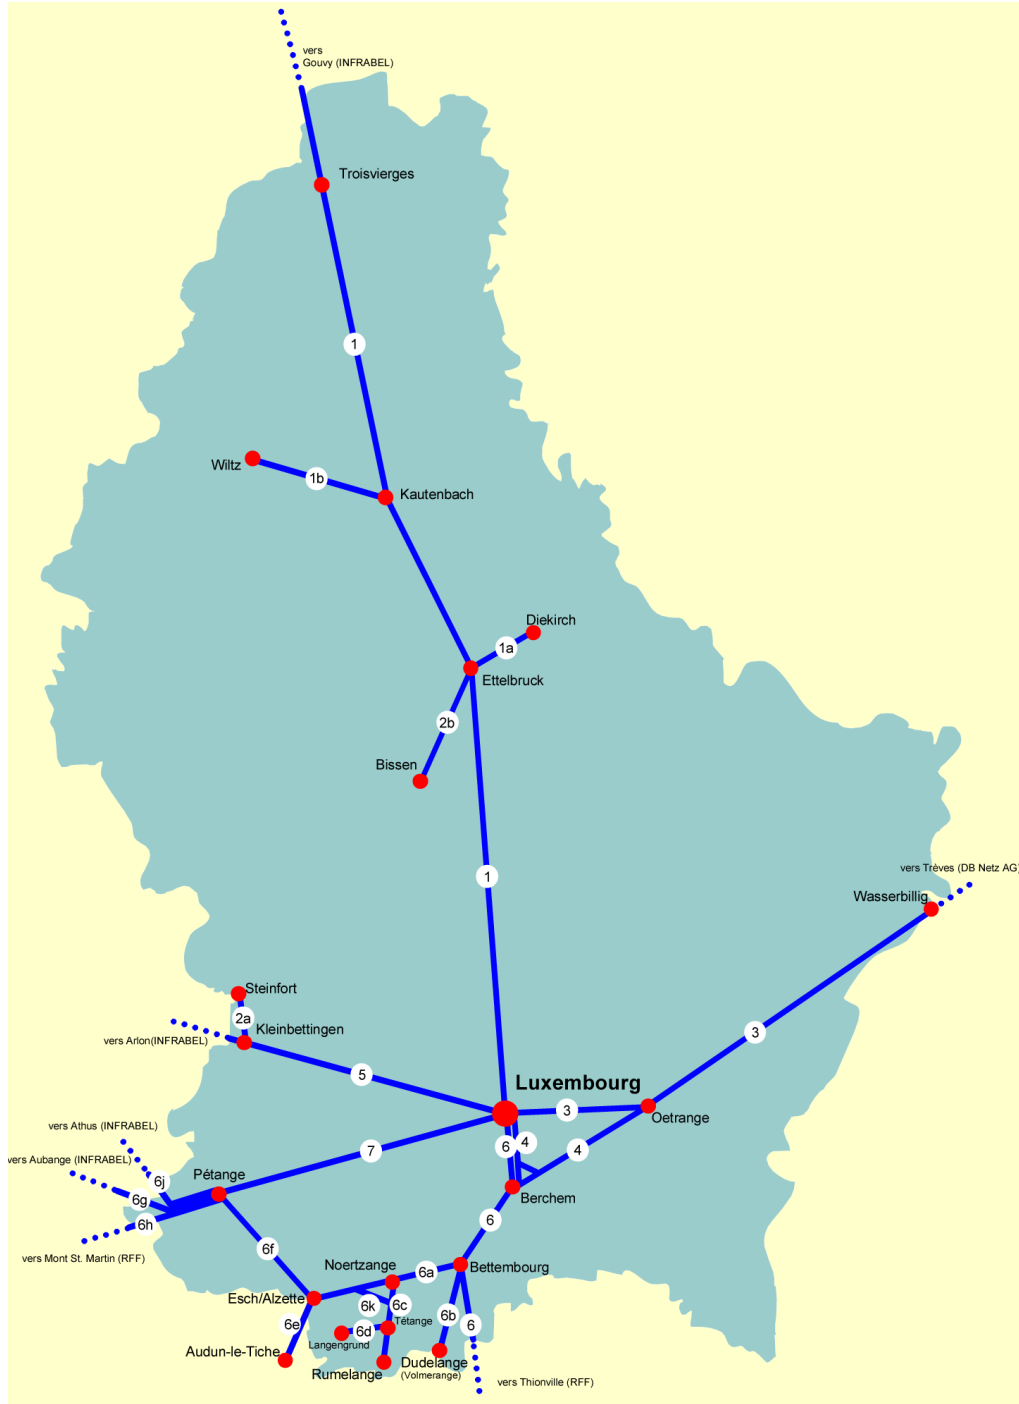 vers
Gouvy (INFRABEL)
Troisvierges
1
Wiltz
1b
Kautenbach
Diekirch
1a
Ettelbruck
2b
Bissen
1
vers Trèves (DB Netz AG)
Wasserbillig
Steinfort
2a
Kleinbettingen
vers Arlon(INFRABEL)
3
5
Luxembourg
3
Oetrange
vers Athus (INFRABEL)
7
6
4
4
vers Aubange (INFRABEL)
6j
Pétange
6g
Berchem
6h
6
vers Mont St. Martin (RFF)
6f
Noertzange
6a
Bettembourg
Esch/Alzette
6k
6c
6b
6
6e
Tétange
6d
Langengrund
Audun-le-Tiche
Rumelange
Dudelange
(Volmerange)
vers Thionville (RFF)